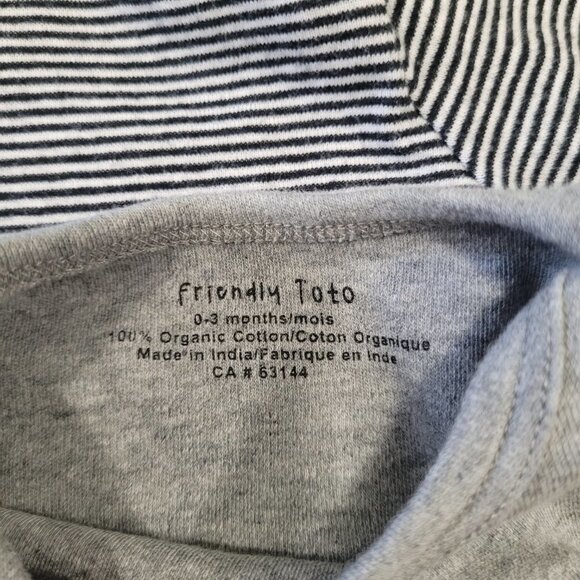 Friendly Toto
0-3 months/mois
100% Organic Cotton/Coton Organique
Made in India/Fabrique en Inde
CA # 63144